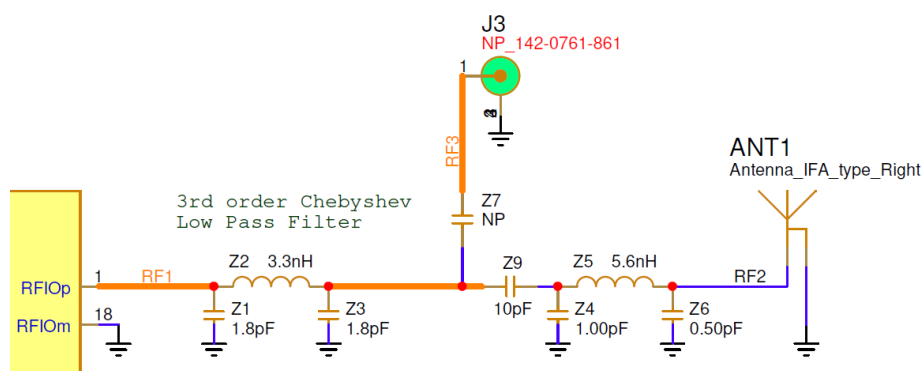 J3
NP_142-0761-861
1
RF3
ANT1
Antenna_IFA_type_Right
3rd order Chebyshev
Low Pass Filter
Z7
NP
Z2 3.3nH
Z9
Z5 5.6nH
1
RF1
RF2
RFIOp
10pF
18
RFIOm
Z1
1.8pF
Z3
1.8pF
Z4
1.00pF
Z6
0.50pF